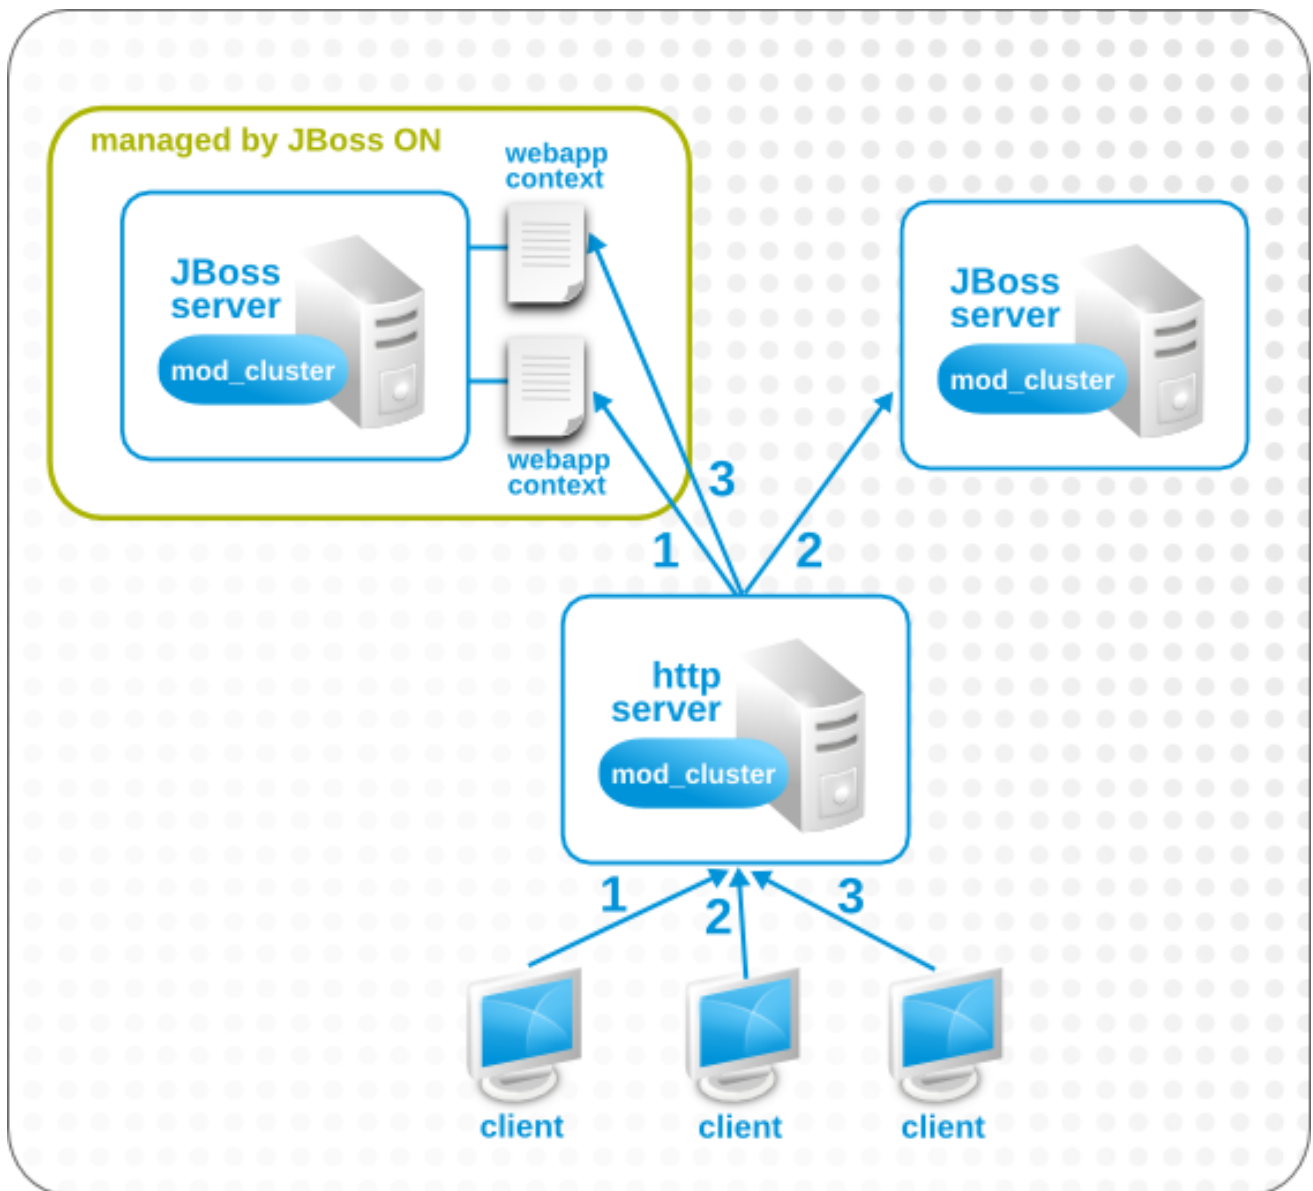 managed by JBoss ON
webapp
context
JBoss
server
mod_cluster
webapp
context
JBoss
server
mod_cluster
3
1
2
http
server
mod_cluster
1
2
3
client
client
client